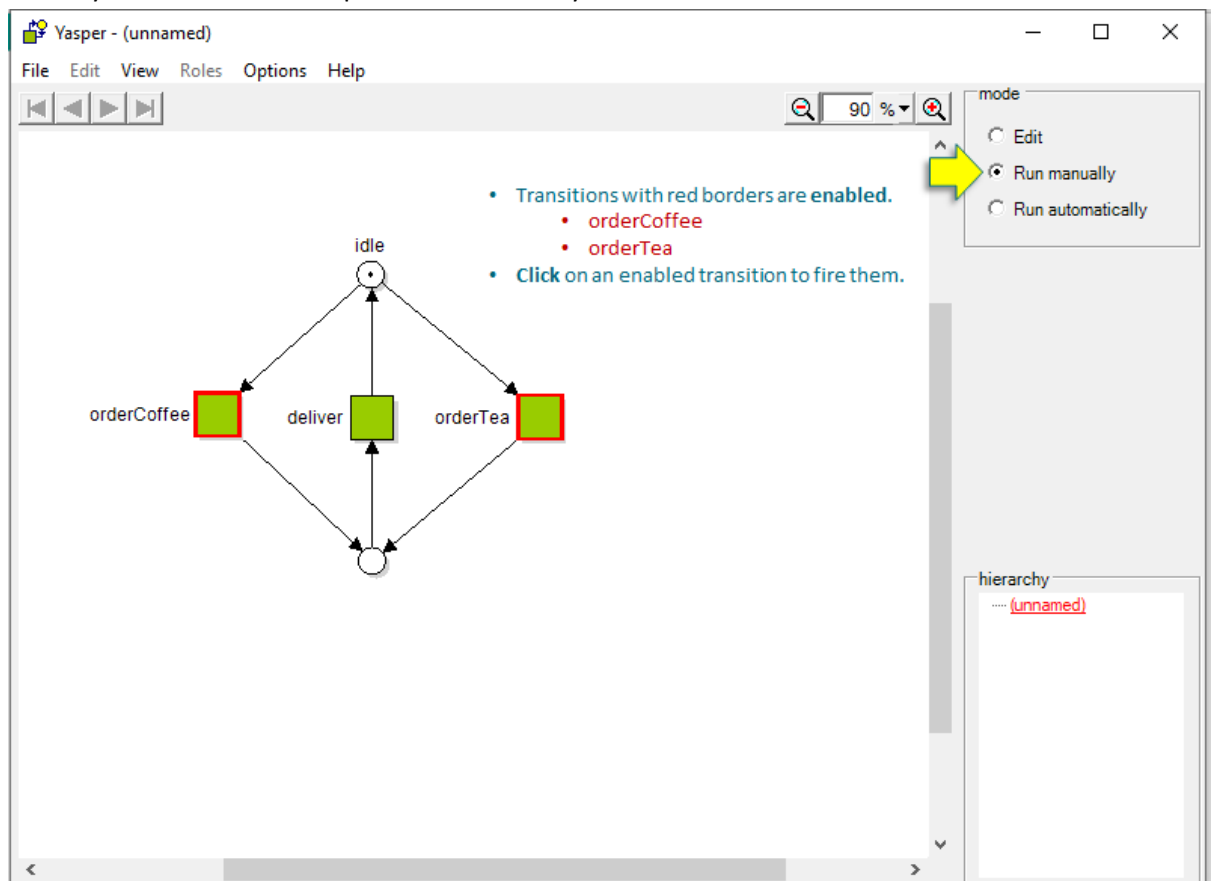 Yasper - (unnamed)
File Edit View Roles Options Help
90 %
mode
Edit
Run manually
Run automatically
• Transitions with red borders are enabled.
• orderCoffee
• orderTea
• Click on an enabled transition to fire them.
idle
orderCoffee
deliver
orderTea
hierarchy
(unnamed)